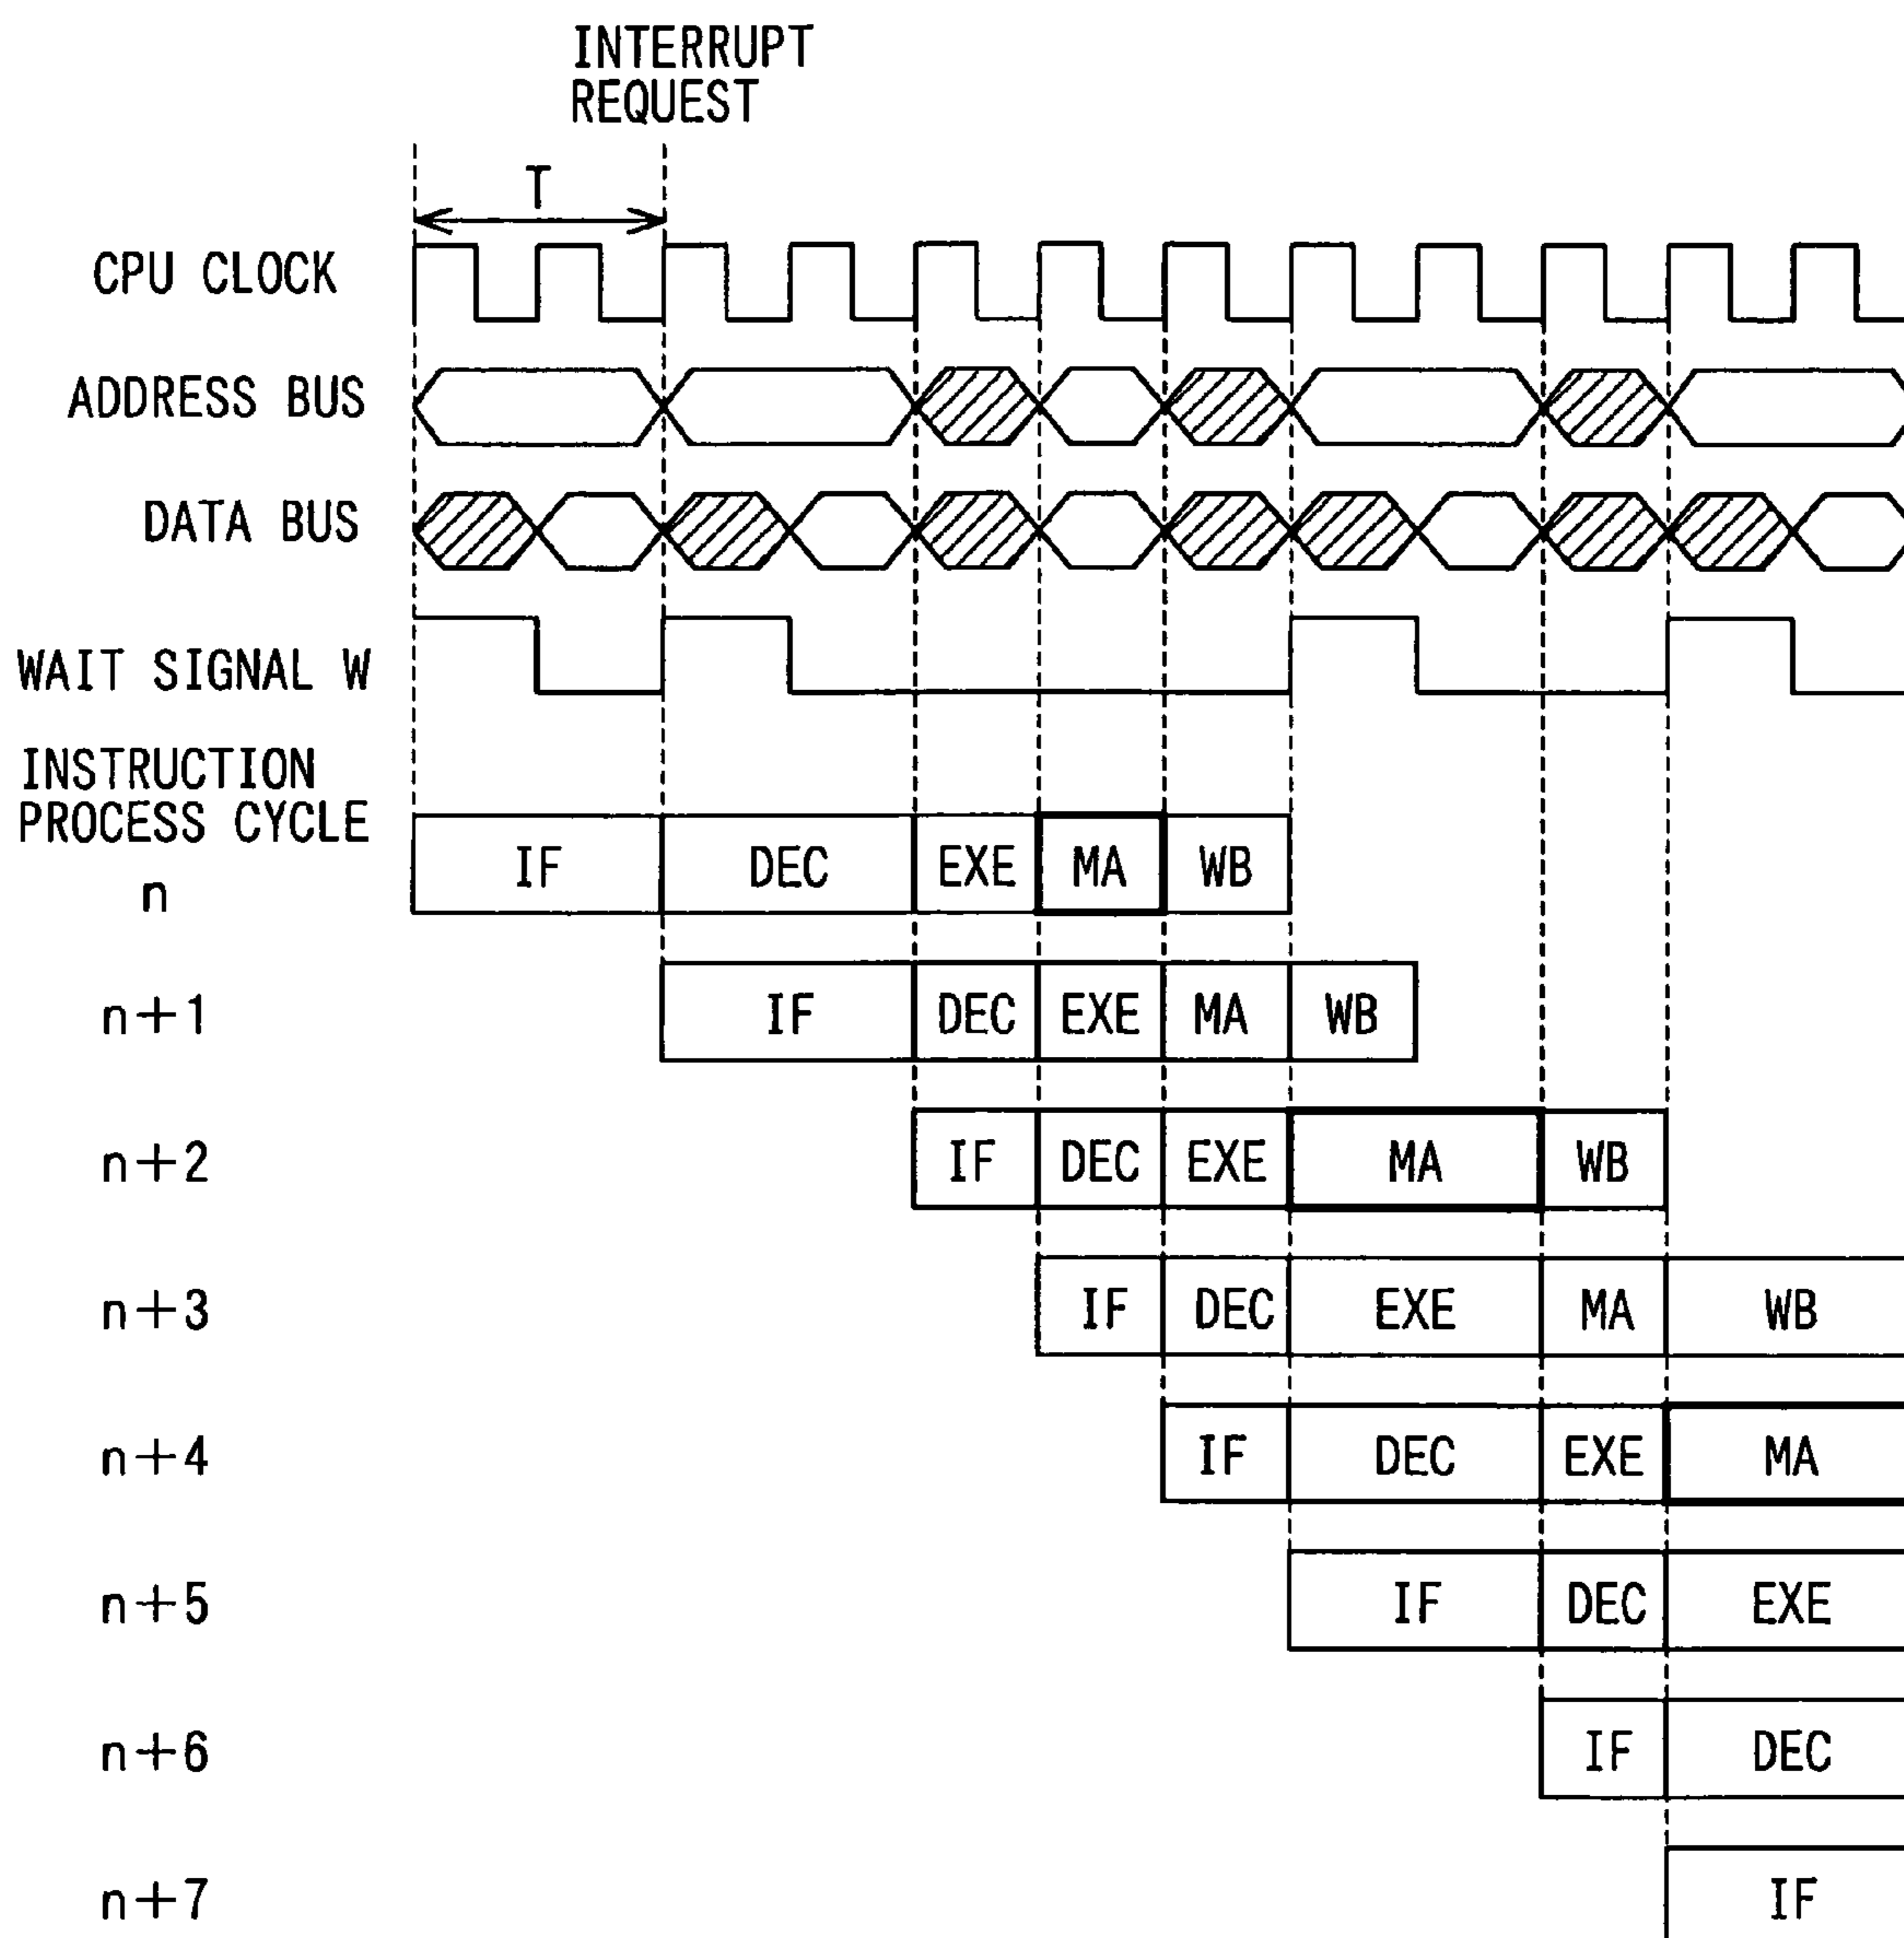 INTERRUPT
REQUEST
T
CPU CLOCK
ADDRESS BUS
DATA BUS
WAIT SIGNAL W
INSTRUCTION
PROCESS CYCLE
n IF DEC EXE MA WB
n+1 IF DEC EXE MA WB
n+2 IF DEC EXE MA WB
n+3 IF DEC EXE MA WB
n+4 IF DEC EXE MA
n+5 IF DEC EXE
n+6 IF DEC
n+7 IF